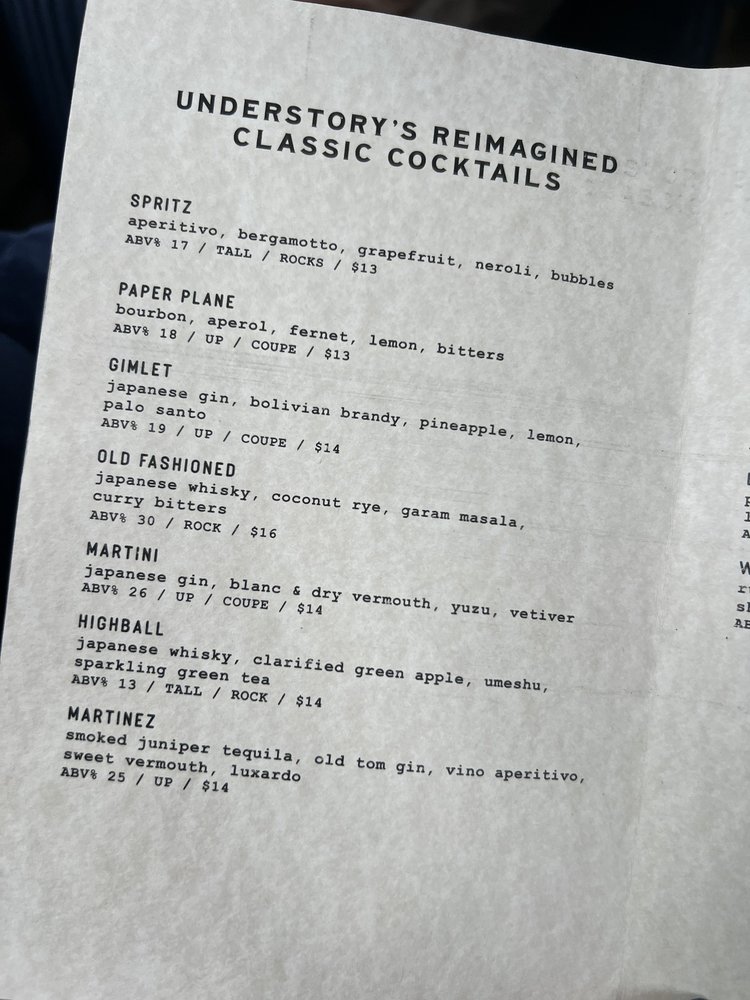 UNDERSTORY'S REIMAGINED
CLASSIC COCKTAILS
SPRITZ
aperitivo, bergamotto, grapefruit, neroli, bubbles
ABV% 17 / TALL / ROCKS / $13
PAPER PLANE
bourbon, aperol, fernet, lemon, bitters
ABV% 18 / UP / COUPE / $13
GIMLET
japanese gin, bolivian brandy, pineapple, lemon,
palo santo
ABV% 19 / UP / COUPE / $14
OLD FASHIONED
japanese whisky, coconut rye, garam masala,
curry bitters
ABV% 30 / ROCK / $16
MARTINI
japanese gin, blanc & dry vermouth, yuzu, vetiver
ABV% 26 / UP / COUPE / $14
HIGHBALL
japanese whisky, clarified green apple, umeshu,
sparkling green tea
ABV% 13 / TALL / ROCK / $14
MARTINEZ
smoked juniper tequila, old tom gin, vino aperitivo,
sweet vermouth, luxardo
ABV% 25 / UP / $14